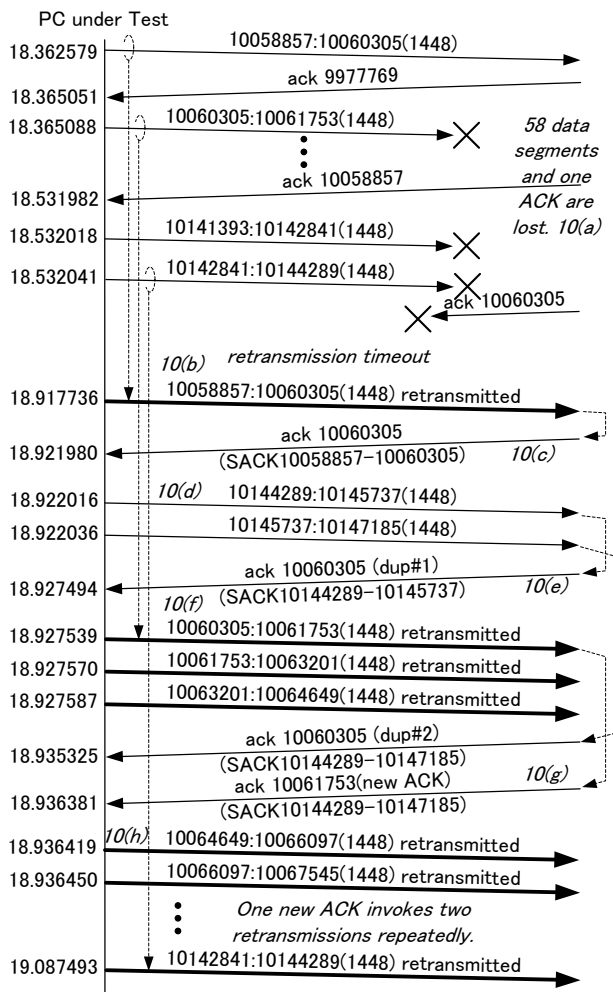 PC under Test
18.362579
10058857:10060305(1448)
ack 9977769
18.365051
18.365088
10060305:10061753(1448)
58 data
segments
and one
ACK are
lost. 10(a)
ack 10058857
18.531982
18.532018
10141393:10142841(1448)
18.532041
10142841:10144289(1448)
ack 10060305
10(b) retransmission timeout
18.917736
10058857:10060305(1448) retransmitted
ack 10060305
18.921980
(SACK10058857-10060305)
10(c)
10(d)
18.922016
10144289:10145737(1448)
18.922036
10145737:10147185(1448)
ack 10060305 (dup#1)
18.927494
(SACK10144289-10145737)
10(e)
10(f)
18.927539
10060305:10061753(1448) retransmitted
18.927570
10061753:10063201(1448) retransmitted
18.927587
10063201:10064649(1448) retransmitted
ack 10060305 (dup#2)
18.935325
(SACK10144289-10147185)
ack 10061753(new ACK)
10(g)
18.936381
(SACK10144289-10147185)
10(h)
18.936419
10064649:10066097(1448) retransmitted
18.936450
10066097:10067545(1448) retransmitted
One new ACK invokes two
retransmissions repeatedly.
19.087493
10142841:10144289(1448) retransmitted